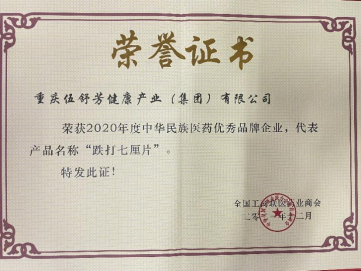 荣誉证书
重庆伍舒芳健康产业（集团）有限公司
荣获2020年度中华民族医药优秀品牌企业，代表
产品名称“跌打七厘片”。
特发此证！
全国工商联医药业商会
二零二月